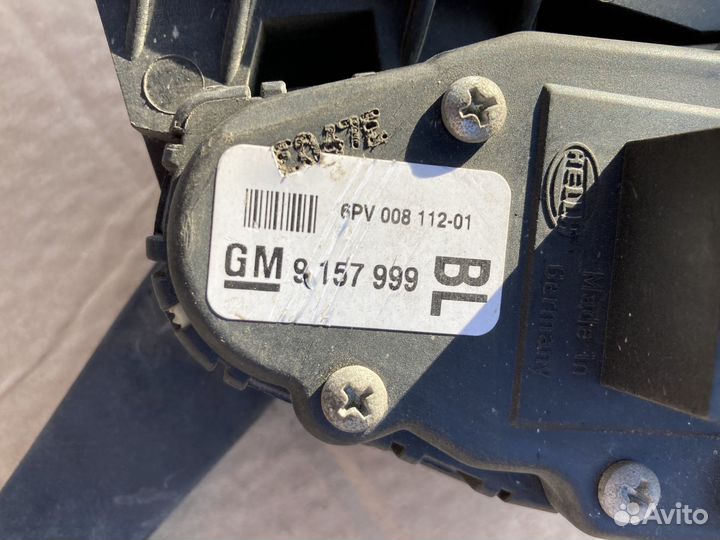 6PV 008 112-01
GM 9 157 999
BL
HELLA
Made in
Germany
Avito